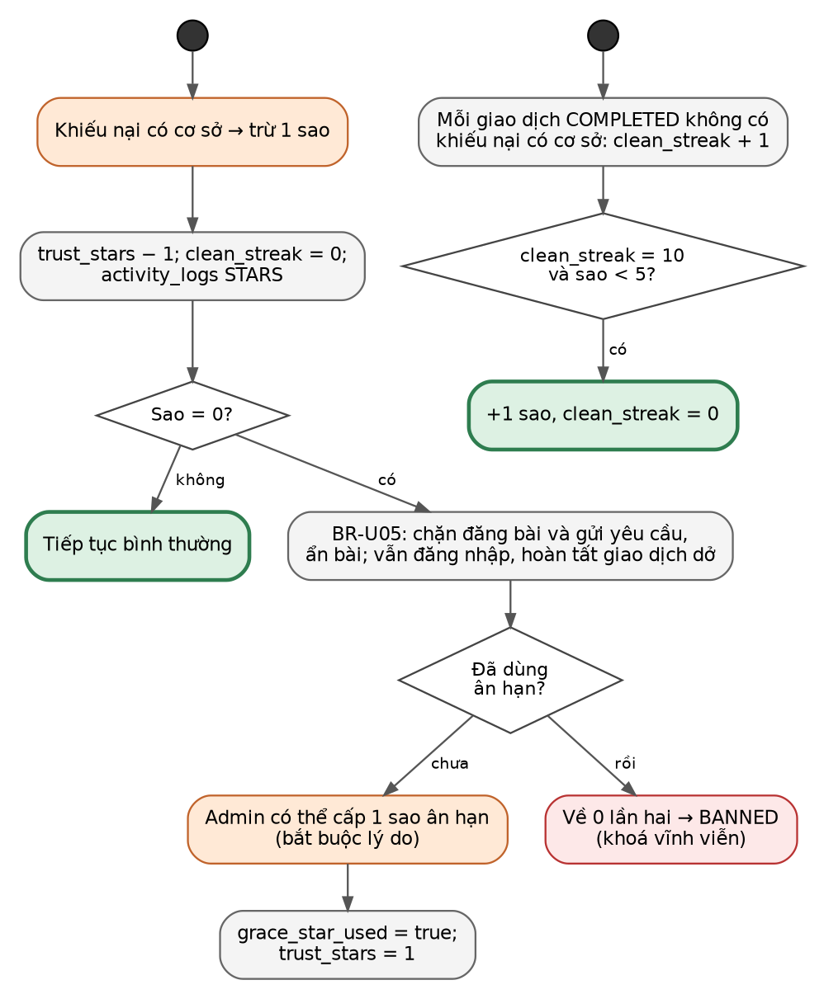 Khiếu nại có cơ sở → trừ 1 sao
trust_stars − 1; clean_streak = 0;
activity_logs STARS
Sao = 0?
không
có
Tiếp tục bình thường
BR-U05: chặn đăng bài và gửi yêu cầu,
ẩn bài; vẫn đăng nhập, hoàn tất giao dịch dở
Đã dùng
ân hạn?
chưa
rồi
Admin có thể cấp 1 sao ân hạn
(bắt buộc lý do)
Về 0 lần hai → BANNED
(khoá vĩnh viễn)
grace_star_used = true;
trust_stars = 1
Mỗi giao dịch COMPLETED không có
khiếu nại có cơ sở: clean_streak + 1
clean_streak = 10
và sao < 5?
có
+1 sao, clean_streak = 0